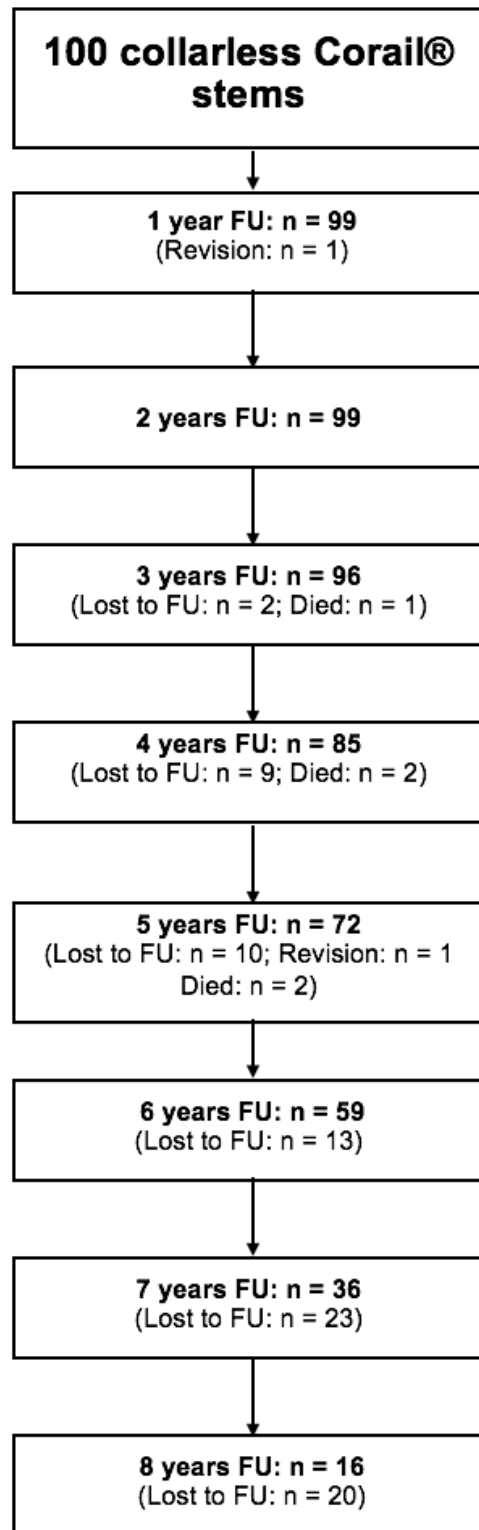 100 collarless Corail®
stems
1 year FU: n = 99
(Revision: n = 1)
2 years FU: n = 99
3 years FU: n = 96
(Lost to FU: n = 2; Died: n = 1)
4 years FU: n = 85
(Lost to FU: n = 9; Died: n = 2)
5 years FU: n = 72
(Lost to FU: n = 10; Revision: n = 1
Died: n = 2)
6 years FU: n = 59
(Lost to FU: n = 13)
7 years FU: n = 36
(Lost to FU: n = 23)
8 years FU: n = 16
(Lost to FU: n = 20)